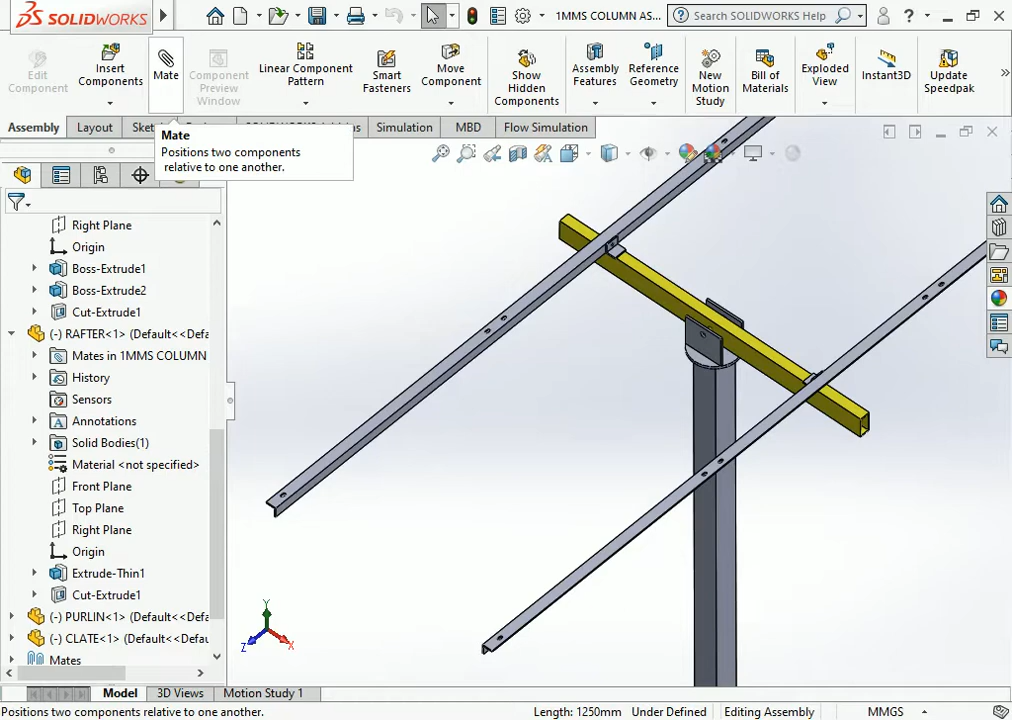 SOLIDWORKS
1MMS COLUMN AS...
Search SOLIDWORKS Help
Edit Component
Insert Components
Mate
Component Preview Window
Linear Component Pattern
Smart Fasteners
Move Component
Show Hidden Components
Assembly Features
Reference Geometry
New Motion Study
Bill of Materials
Exploded View
Instant3D
Update Speedpak
Assembly
Layout
Simulation
MBD
Flow Simulation
Mate
Positions two components
relative to one another.
Right Plane
Origin
Boss-Extrude1
Boss-Extrude2
Cut-Extrude1
(-) RAFTER<1> (Default<<Defa
Mates in 1MMS COLUMN
History
Sensors
Annotations
Solid Bodies(1)
Material <not specified>
Front Plane
Top Plane
Right Plane
Origin
Extrude-Thin1
Cut-Extrude1
(-) PURLIN<1> (Default<<Defa
(-) CLATE<1> (Default<<Defau
Mates
Y
Z
X
Model
3D Views
Motion Study 1
Positions two components relative to one another.
Length: 1250mm
Under Defined
Editing Assembly
MMGS